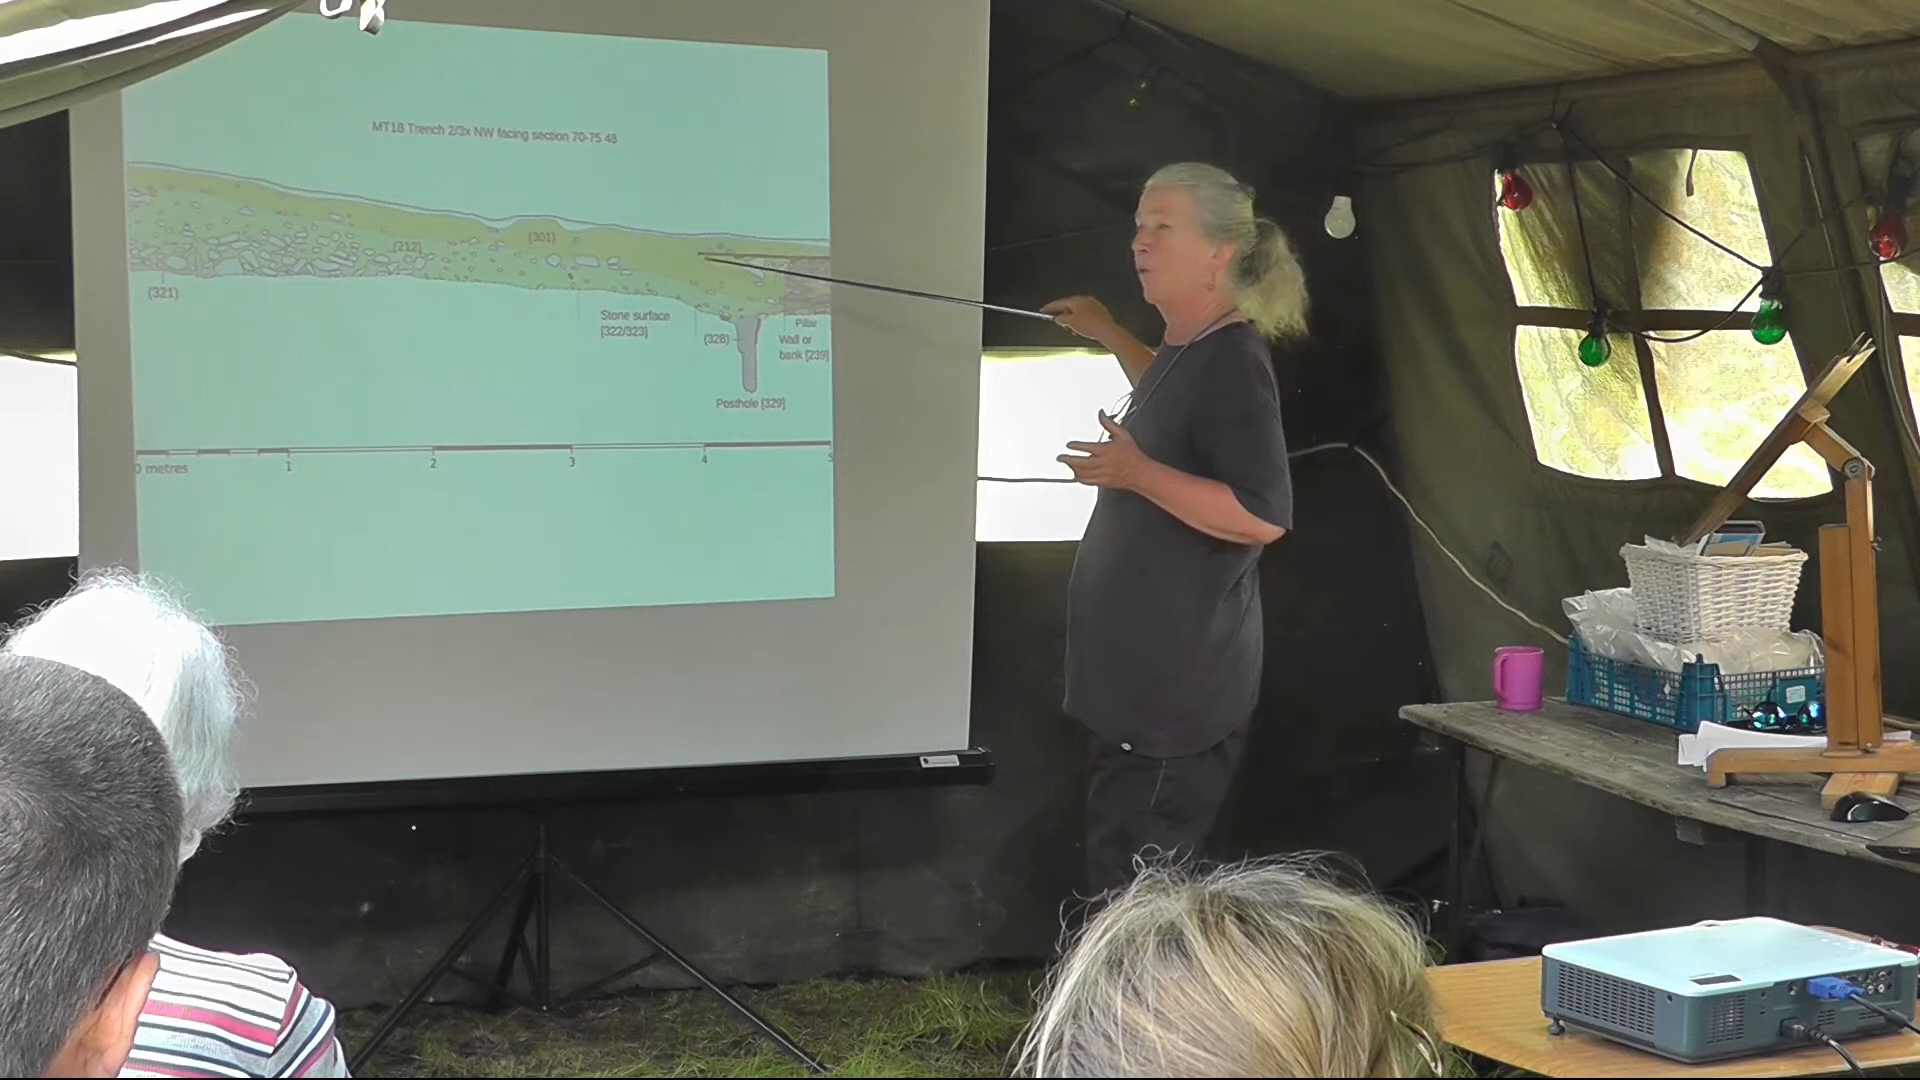 MT18 Trench 2/3x NW facing section 70-75 48
(301)
[212]
(321)
Stone surface
[322/323]
(328)
Pillar
Wall or
bank [239]
Posthole [329]
0 metres 1 2 3 4 5